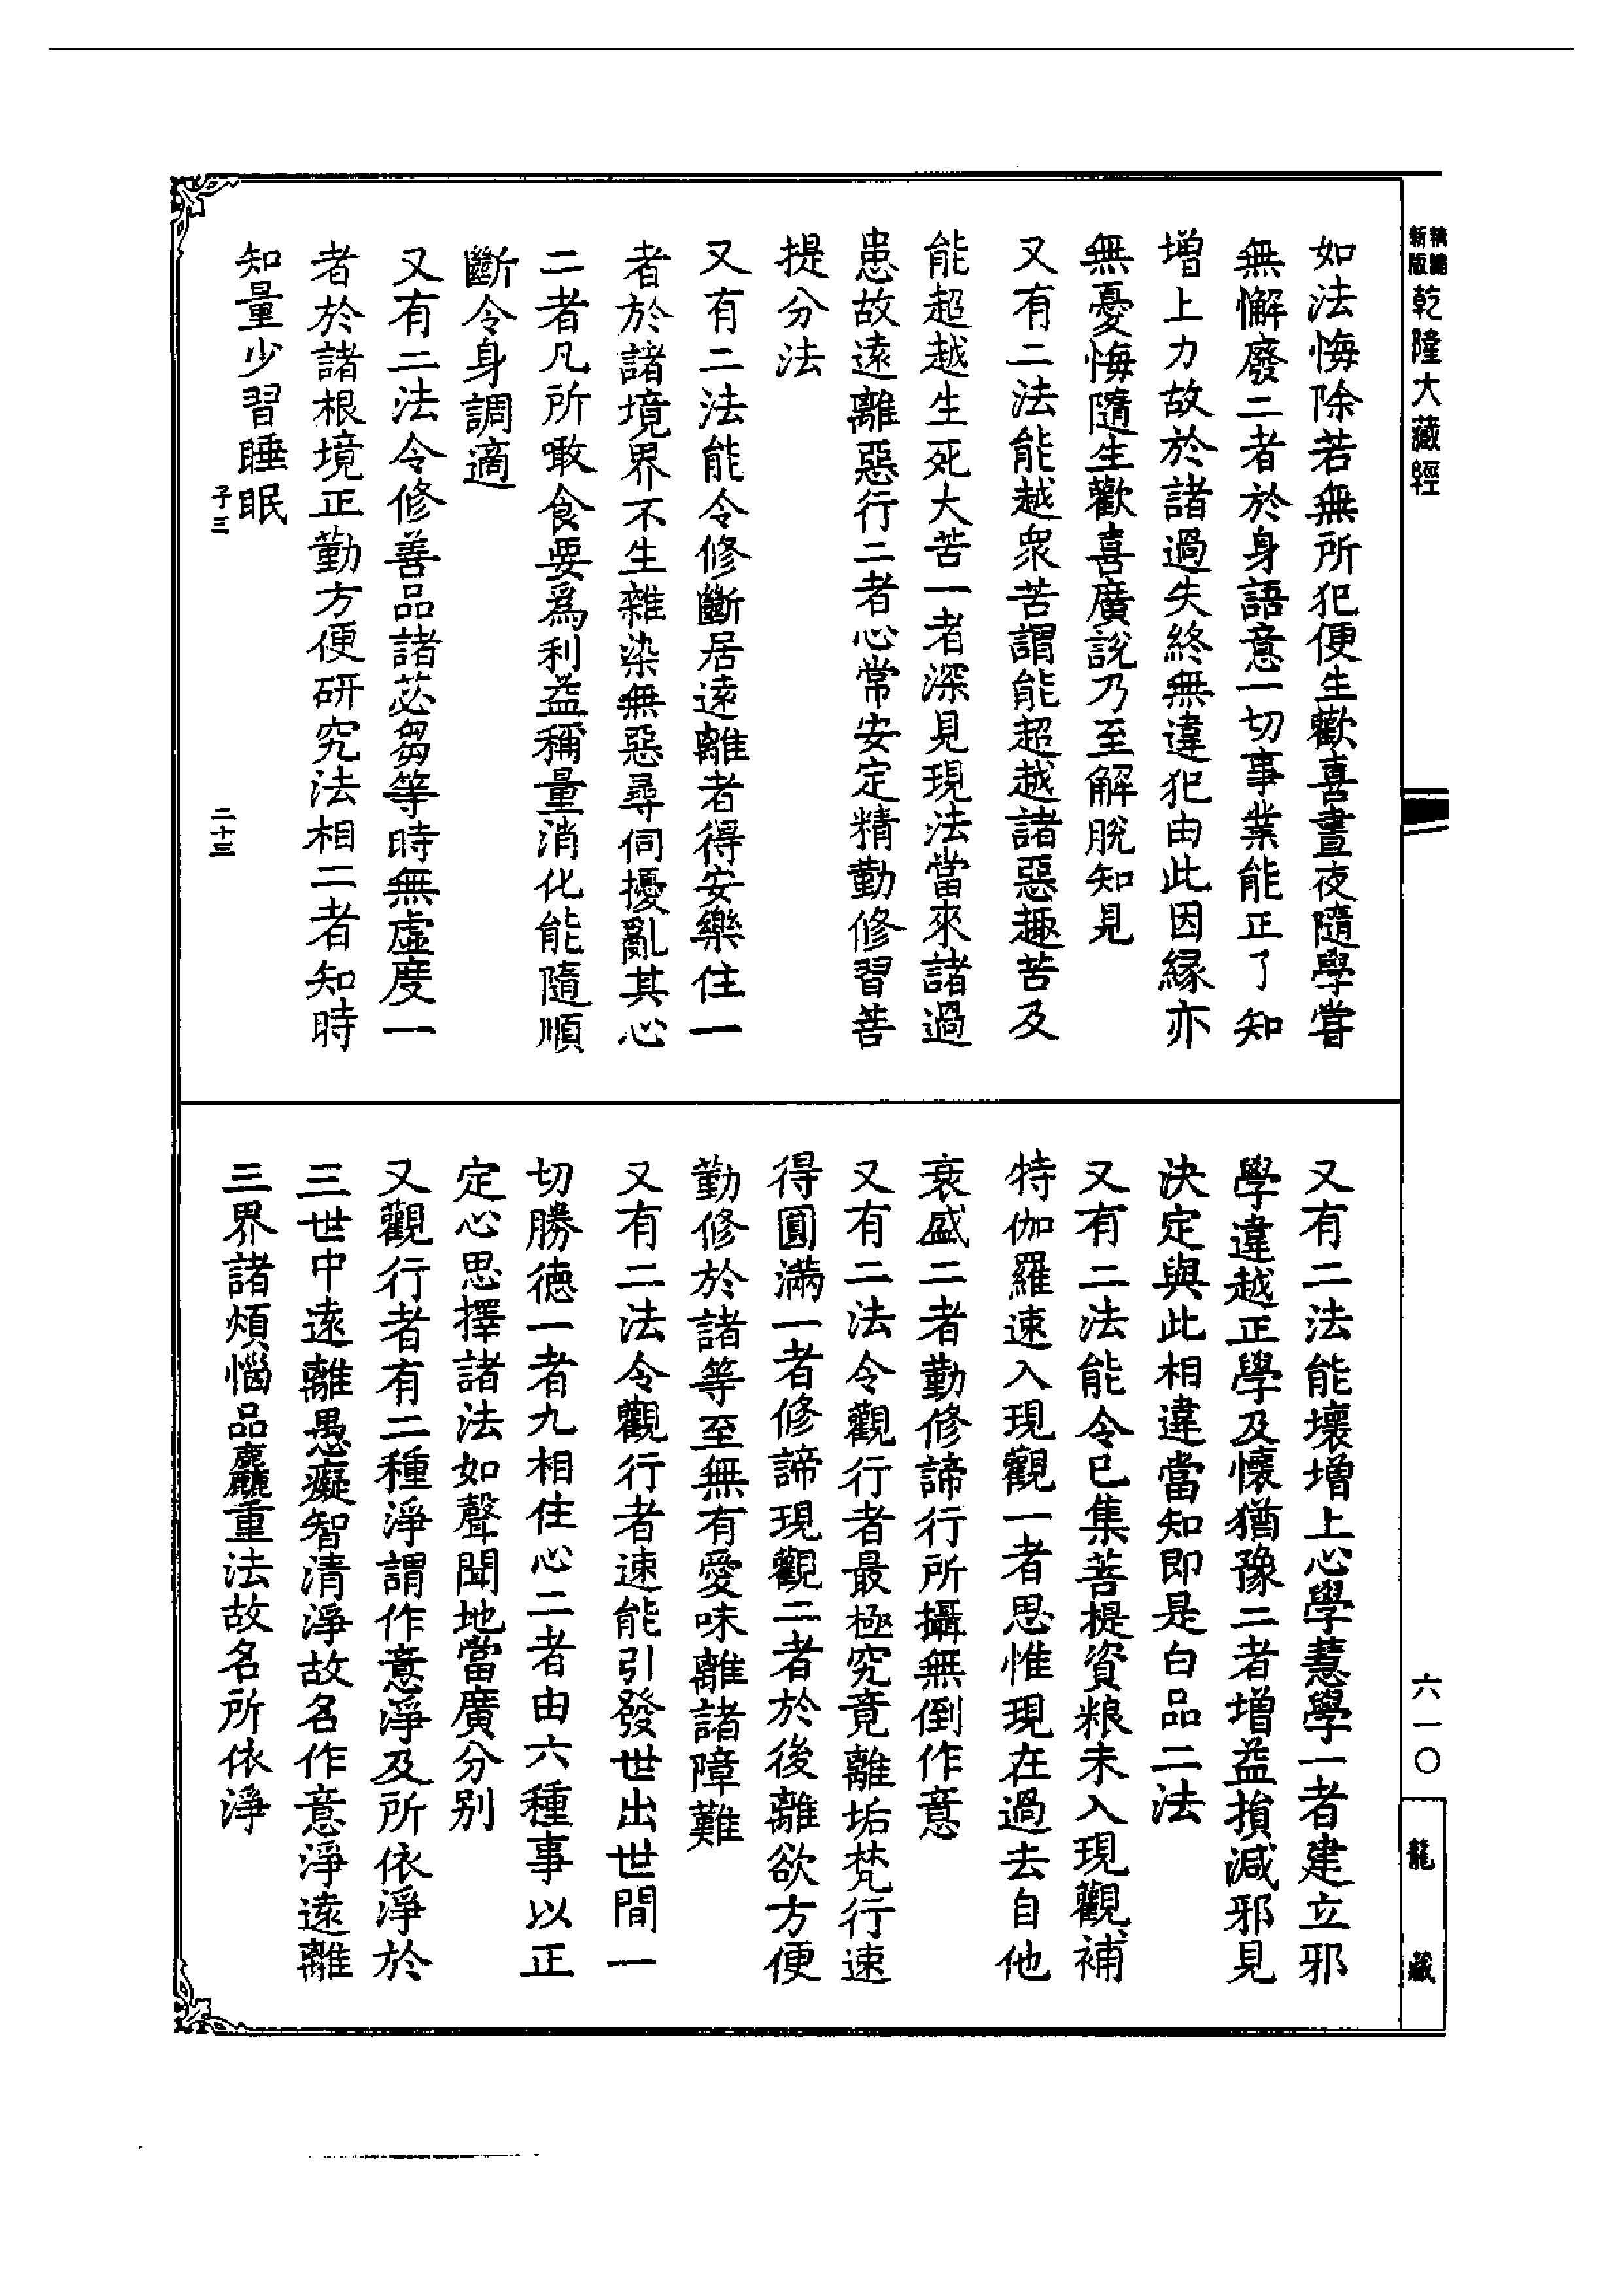 新版精縮乾隆大藏經
如法悔除若無所犯便生歡喜晝夜隨學嘗
無懈廢二者於身語意一切事業能正了知
增上力故於諸過失終無違犯由此因緣亦
無憂悔隨生歡喜廣說乃至解脫知見
又有二法能越衆苦謂能超越諸惡趣苦及
能超越生死大苦一者深見現法當來諸過
患故遠離惡行二者心常安定精勤修習菩
提分法
又有二法能令修斷居遠離者得安樂住一
者於諸境界不生雜染無惡尋伺擾亂其心
二者凡所噉食要爲利益稱量消化能隨順
斷令身調適
又有二法令修善品諸苾芻等時無虛度一
者於諸根境正勤方便研究法相二者知時
知量少習睡眠
子三
二十三
又有二法能壞增上心學慧學一者建立邪
學違越正學及懷猶豫二者增益損減邪見
決定與此相違當知即是白品二法
又有二法能令已集菩提資粮未入現觀補
特伽羅速入現觀一者思惟現在過去自他
衰盛二者勤修諦行所攝無倒作意
又有二法令觀行者最極究竟離垢梵行速
得圓滿一者修諦現觀二者於後離欲方便
勤修於諸等至無有愛味離諸障難
又有二法令觀行者速能引發世出世間一
切勝德一者九相住心二者由六種事以正
定心思擇諸法如聲聞地當廣分别
又觀行者有二種淨謂作意淨及所依淨於
三世中遠離愚癡智清淨故名作意淨遠離
三界諸煩惱品麤重法故名所依淨
六一〇
龍藏